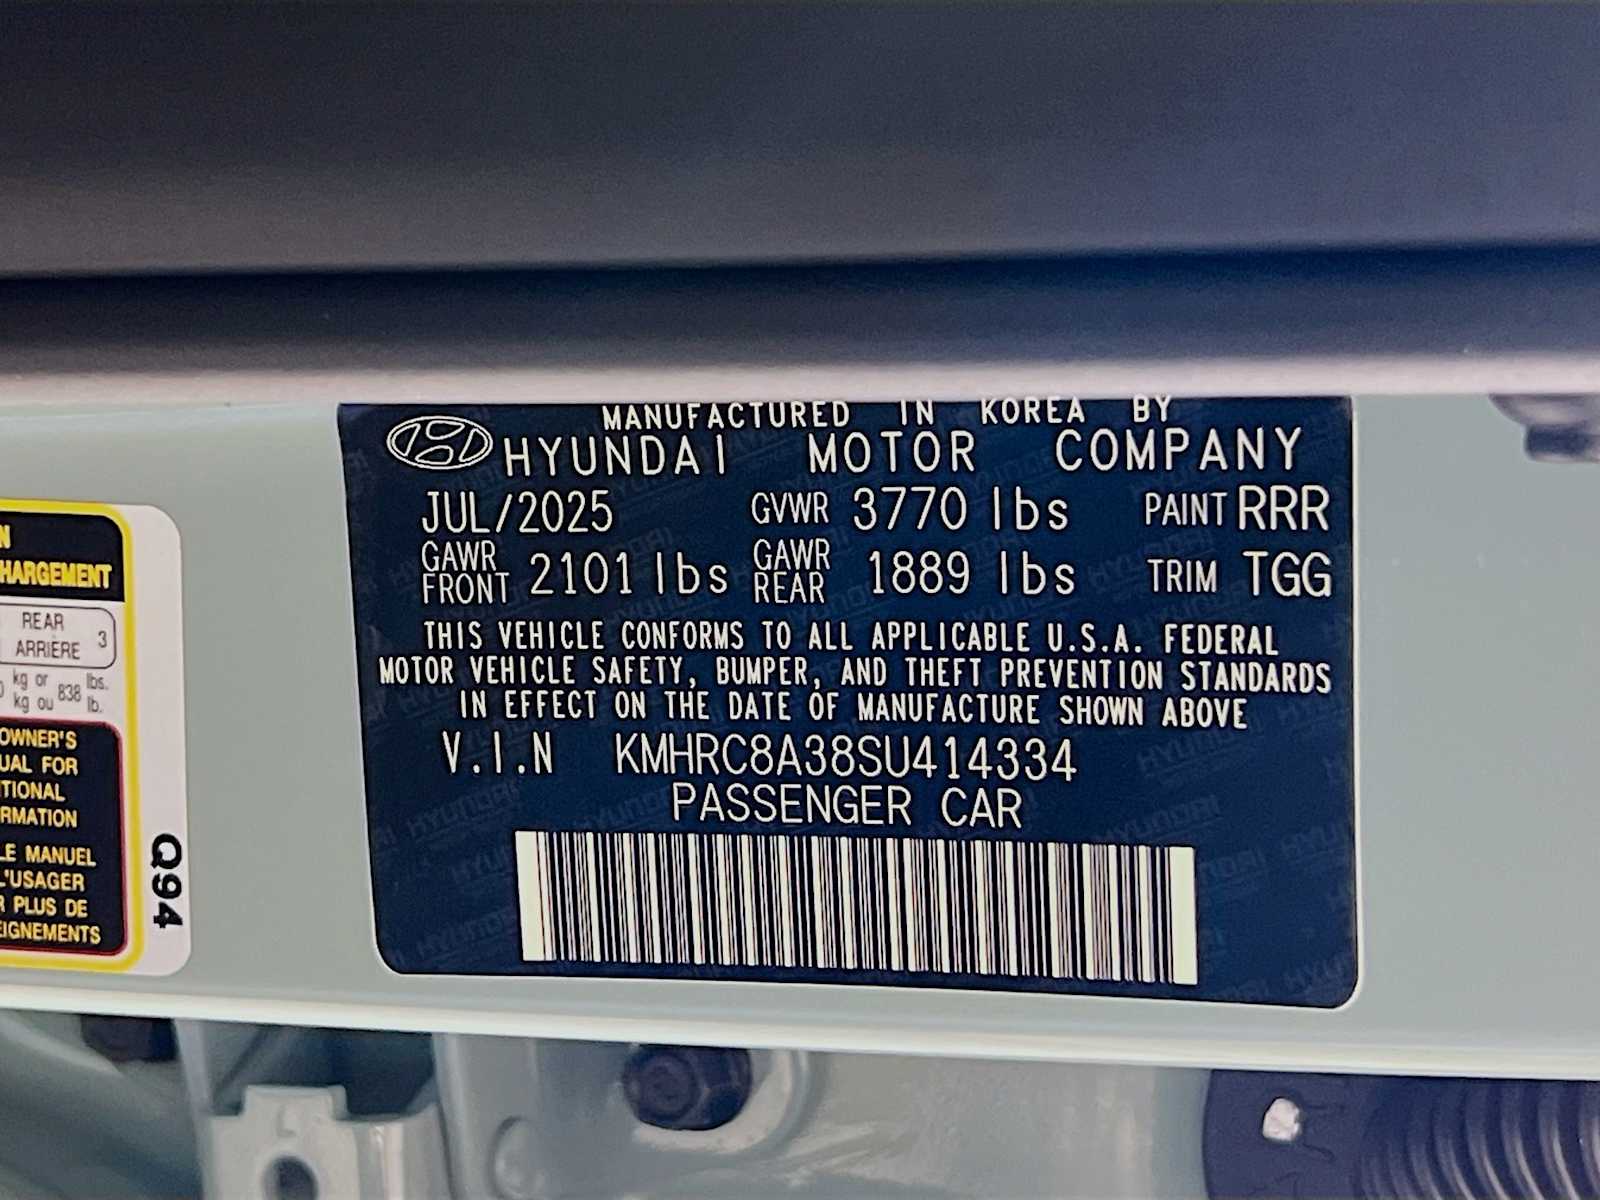 MANUFACTURED IN KOREA BY
HYUNDAI MOTOR COMPANY
JUL/2025 GVWR 3770 lbs PAINT RRR
GAWR FRONT 2101 lbs GAWR REAR 1889 lbs TRIM TGG
THIS VEHICLE CONFORMS TO ALL APPLICABLE U.S.A. FEDERAL
MOTOR VEHICLE SAFETY, BUMPER, AND THEFT PREVENTION STANDARDS
IN EFFECT ON THE DATE OF MANUFACTURE SHOWN ABOVE
V.I.N KMHRC8A38SU414334
PASSENGER CAR
HARGEMENT
REAR
ARRIÈRE 3
kg or 838 lbs.
kg ou lb.
OWNER'S
UAL FOR
ITIONAL
RMATION
LE MANUEL
L'USAGER
R PLUS DE
EIGNEMENTS
Q94